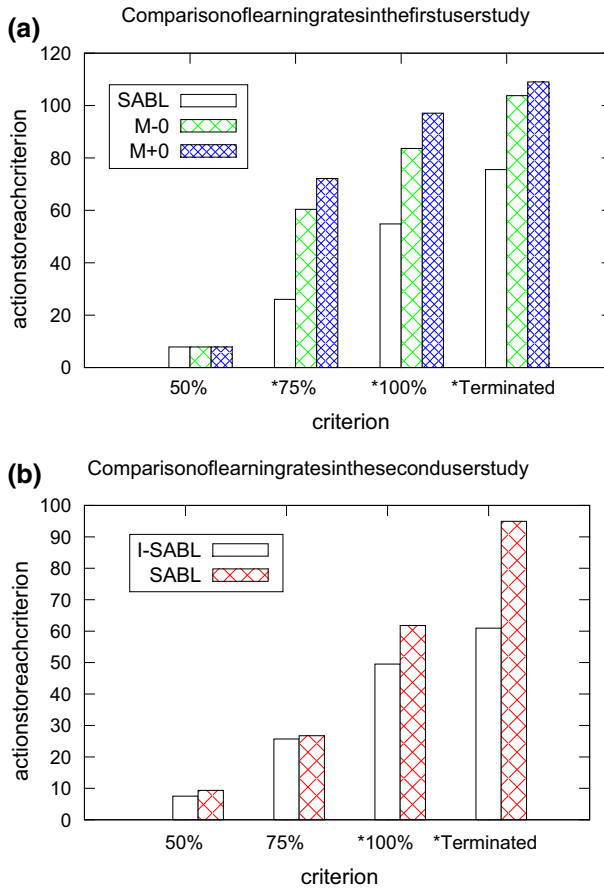 (a)
Comparisonoflearningratesinthefirstuserstudy
120
100
80
60
40
20
0
actionstoreachcriterion
SABL
M-0
M+0
50% *75% *100% *Terminated
criterion
(b)
Comparisonoflearningratesintheseconduserstudy
100
90
80
70
60
50
40
30
20
10
0
actionstoreachcriterion
I-SABL
SABL
50% 75% *100% *Terminated
criterion